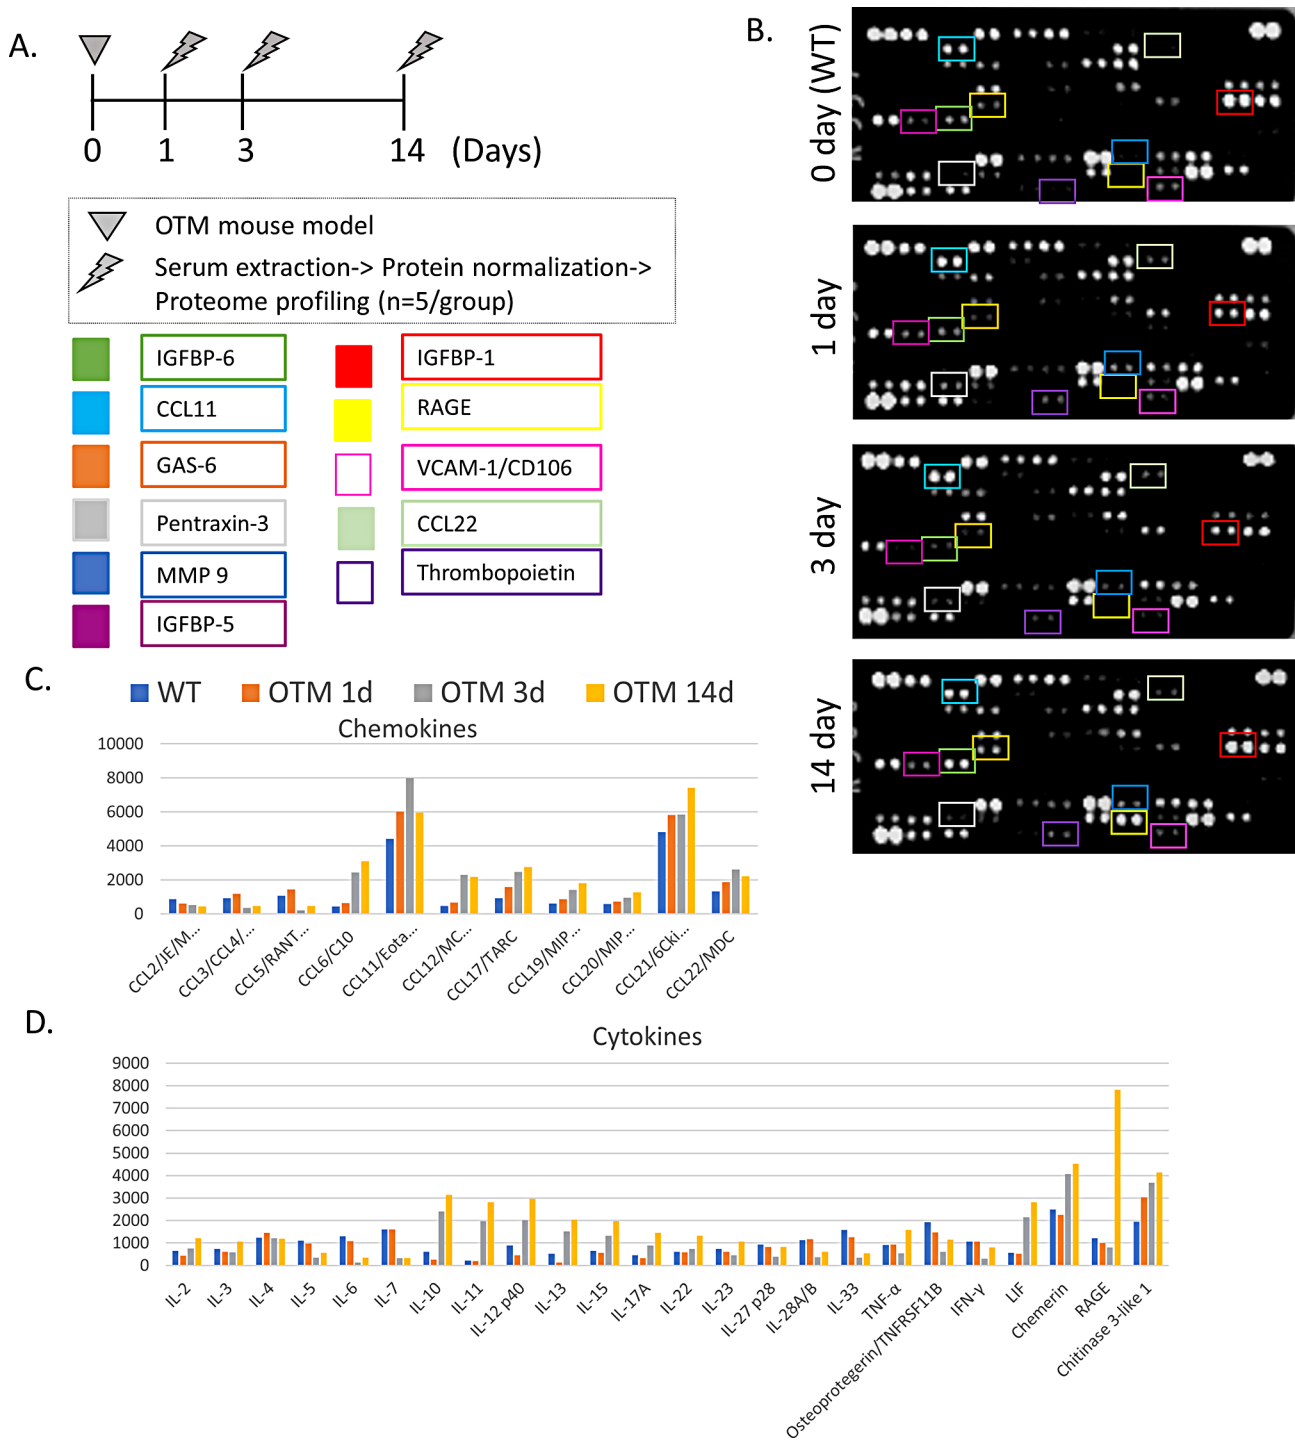 A.
0 1 3 14 (Days)
OTM mouse model
Serum extraction-> Protein normalization->
Proteome profiling (n=5/group)
IGFBP-6
CCL11
GAS-6
Pentraxin-3
MMP 9
IGFBP-5
IGFBP-1
RAGE
VCAM-1/CD106
CCL22
Thrombopoietin
B.
0 day (WT)
1 day
3 day
14 day
C.
WT OTM 1d OTM 3d OTM 14d
Chemokines
10000
8000
6000
4000
2000
0
CCL2/JE/M...
CCL3/CCL4/...
CCL5/RANT...
CCL6/C10
CCL11/Eota...
CCL12/MC...
CCL17/TARC
CCL19/MIP...
CCL20/MIP...
CCL21/6Cki...
CCL22/MDC
D.
Cytokines
9000
8000
7000
6000
5000
4000
3000
2000
1000
0
IL-2
IL-3
IL-4
IL-5
IL-6
IL-7
IL-10
IL-11
IL-12 p40
IL-13
IL-15
IL-17A
IL-22
IL-23
IL-27 p28
IL-28A/B
IL-33
TNF-α
Osteoprotegerin/TNFRSF11B
IFN-γ
LIF
Chemerin
RAGE
Chitinase 3-like 1